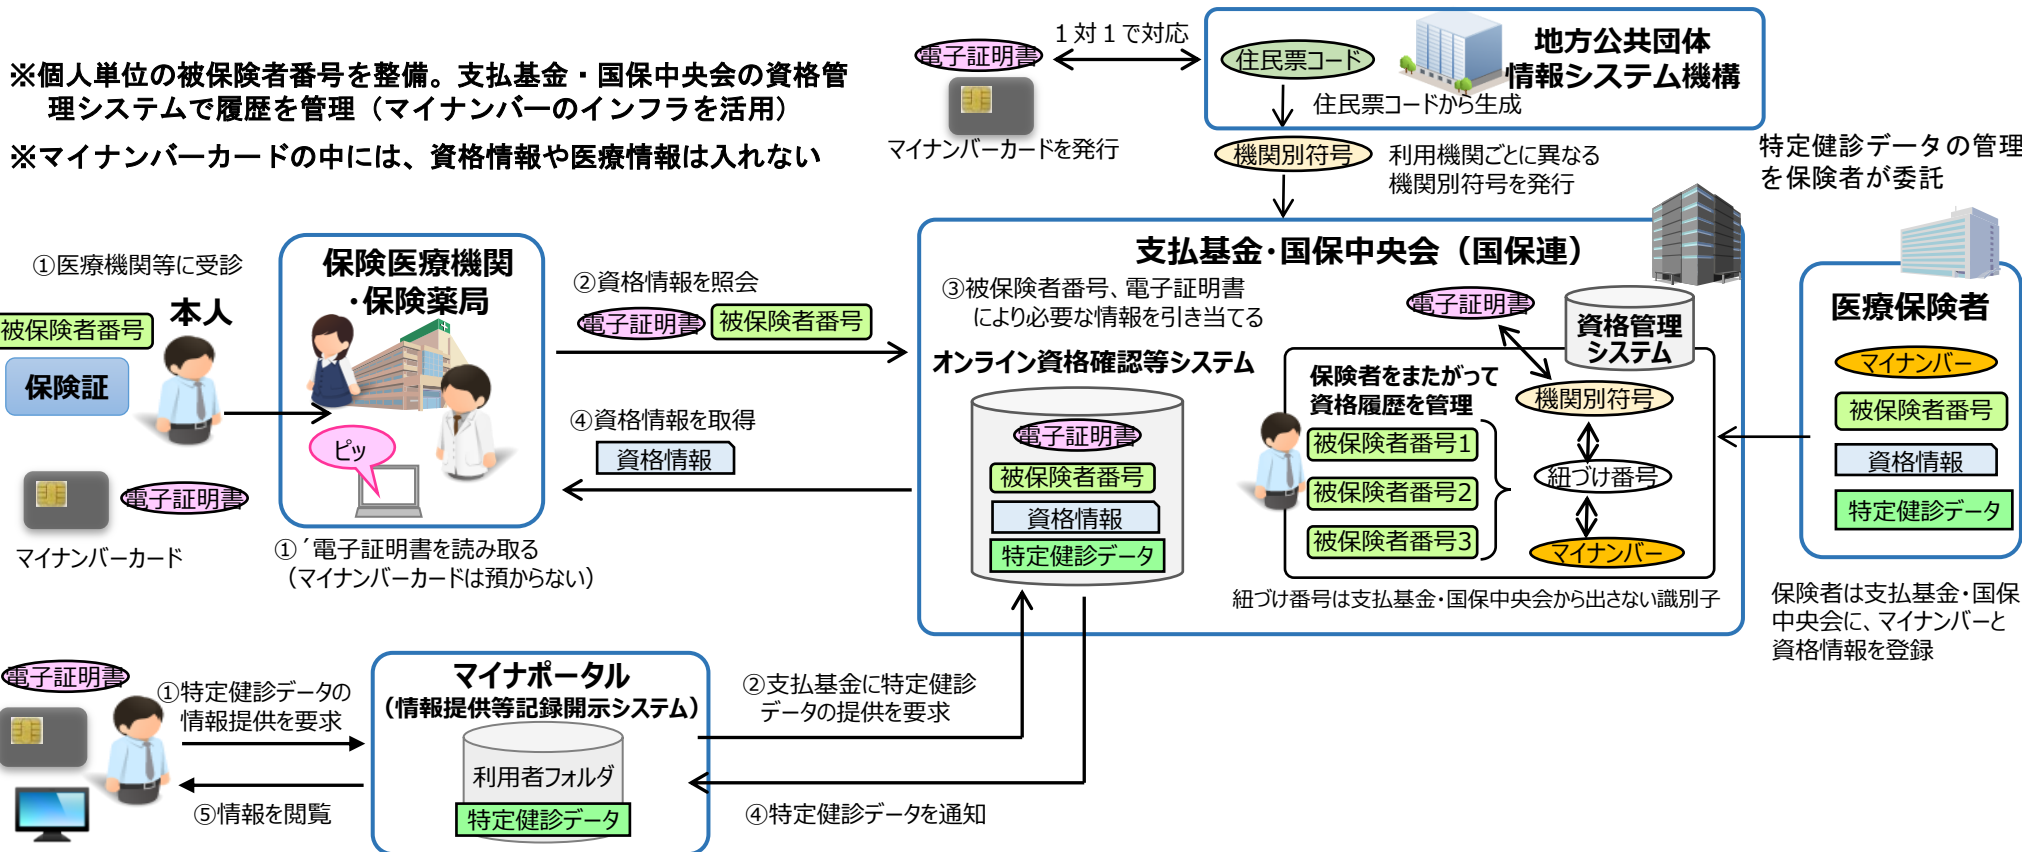 ※個人単位の被保険者番号を整備。支払基金・国保中央会の資格管
理システムで履歴を管理（マイナンバーのインフラを活用）
※マイナンバーカードの中には、資格情報や医療情報は入れない
電子証明書
1対1で対応
マイナンバーカードを発行
住民票コード
地方公共団体
情報システム機構
住民票コードから生成
機関別符号
利用機関ごとに異なる
機関別符号を発行
特定健診データの管理
を保険者が委託
①医療機関等に受診
本人
被保険者番号
保険証
電子証明書
マイナンバーカード
保険医療機関
・保険薬局
ピッ
①´電子証明書を読み取る
（マイナンバーカードは預からない）
②資格情報を照会
電子証明書
被保険者番号
④資格情報を取得
資格情報
支払基金・国保中央会（国保連）
③被保険者番号、電子証明書
により必要な情報を引き当てる
オンライン資格確認等システム
電子証明書
被保険者番号
資格情報
特定健診データ
電子証明書
資格管理
システム
保険者をまたがって
資格履歴を管理
機関別符号
被保険者番号1
被保険者番号2
被保険者番号3
紐づけ番号
マイナンバー
紐づけ番号は支払基金・国保中央会から出さない識別子
医療保険者
マイナンバー
被保険者番号
資格情報
特定健診データ
保険者は支払基金・国保
中央会に、マイナンバーと
資格情報を登録
電子証明書
①特定健診データの
情報提供を要求
⑤情報を閲覧
マイナポータル
（情報提供等記録開示システム）
利用者フォルダ
特定健診データ
②支払基金に特定健診
データの提供を要求
④特定健診データを通知